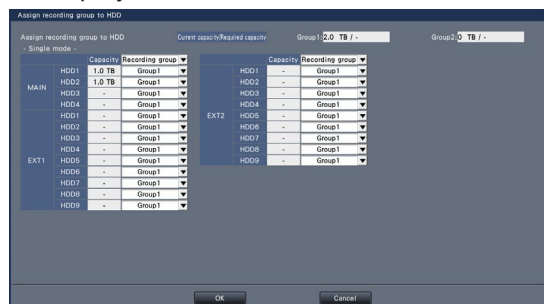 Assign recording group to HDD
Assign recording group to HDD Current capacity/Required capacity Group1: 2.0 TB / - Group2: 0 TB / -
- Single mode -
Capacity Recording group
MAIN
HDD1 1.0 TB Group1
HDD2 1.0 TB Group1
HDD3 - Group1
HDD4 - Group1
EXT1
HDD1 - Group1
HDD2 - Group1
HDD3 - Group1
HDD4 - Group1
HDD5 - Group1
HDD6 - Group1
HDD7 - Group1
HDD8 - Group1
HDD9 - Group1
Capacity Recording group
EXT2
HDD1 - Group1
HDD2 - Group1
HDD3 - Group1
HDD4 - Group1
HDD5 - Group1
HDD6 - Group1
HDD7 - Group1
HDD8 - Group1
HDD9 - Group1
OK Cancel